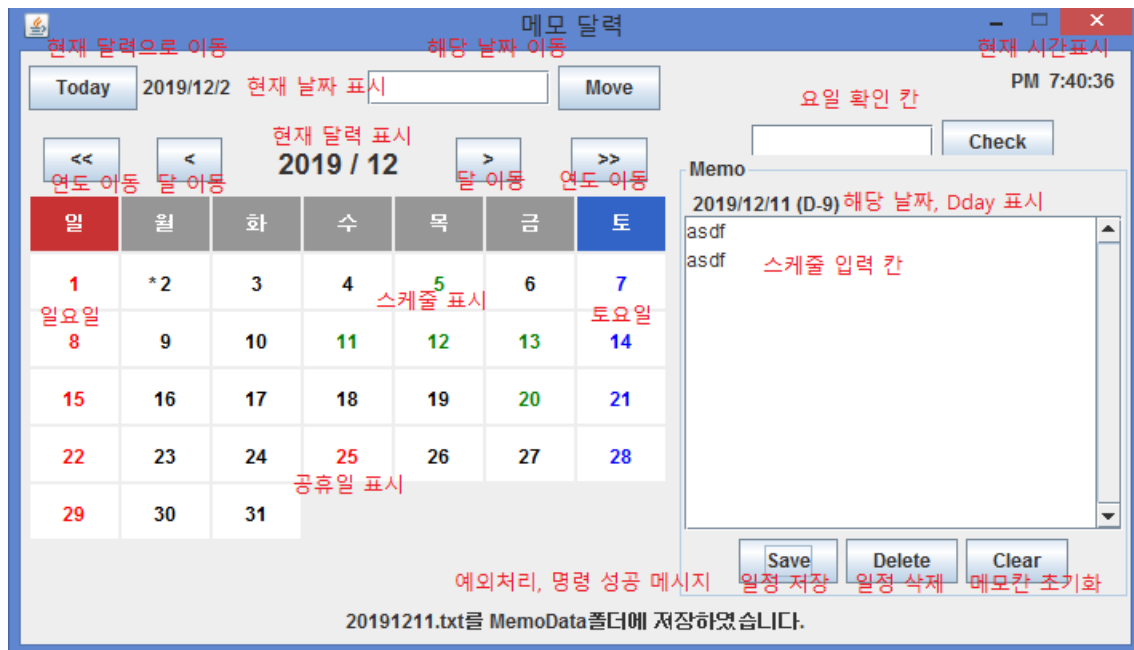 메모 달력
현재 달력으로 이동 해당 날짜 이동 현재 시간표시
Today 2019/12/2 현재 날짜 표시 Move PM 7:40:36
요일 확인 칸
현재 달력 표시 Check
<< < 2019 / 12 > >>
연도 이동 달 이동 달 이동 연도 이동 Memo
2019/12/11 (D-9) 해당 날짜, Dday 표시
일 월 화 수 목 금 토
asdf
asdf 스케줄 입력 칸
1 *2 3 4 5 6 7
스케줄 표시
일요일 토요일
8 9 10 11 12 13 14
15 16 17 18 19 20 21
22 23 24 25 26 27 28
공휴일 표시
29 30 31
Save Delete Clear
예외처리, 명령 성공 메시지 일정 저장 일정 삭제 메모칸 초기화
20191211.txt를 MemoData폴더에 저장하였습니다.